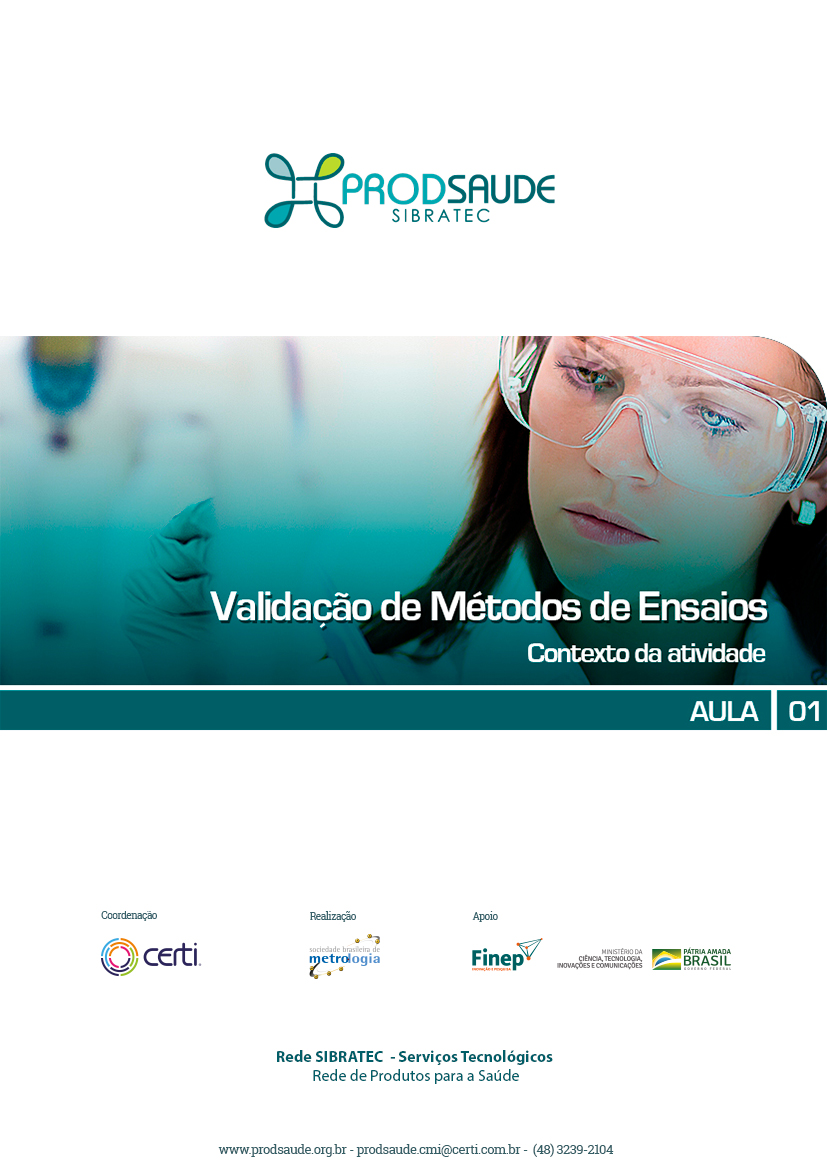 PRODSAUDE
SIBRATEC
Validação de Métodos de Ensaios
Contexto da atividade
AULA 01
Coordenação
Realização
Apoio
certi
sociedade brasileira de
metrologia
Finep
INOVAÇÃO E PESQUISA
MINISTÉRIO DA
CIÊNCIA, TECNOLOGIA,
INOVAÇÕES E COMUNICAÇÕES
PÁTRIA AMADA
BRASIL
GOVERNO FEDERAL
Rede SIBRATEC - Serviços Tecnológicos
Rede de Produtos para a Saúde
www.prodsaude.org.br - prodsaude.cmi@certi.com.br - (48) 3239-2104